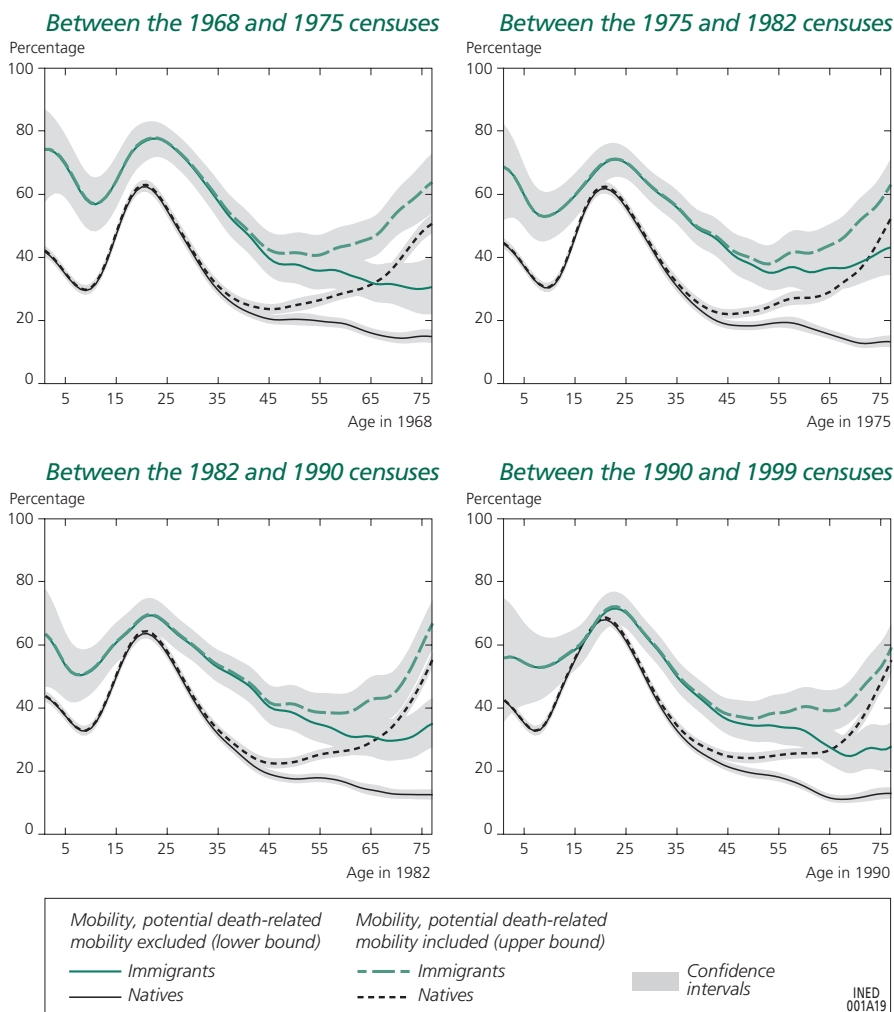 Between the 1968 and 1975 censuses
Percentage
100
80
60
40
20
0
5 15 25 35 45 55 65 75
Age in 1968
Between the 1975 and 1982 censuses
Percentage
100
80
60
40
20
0
5 15 25 35 45 55 65 75
Age in 1975
Between the 1982 and 1990 censuses
Percentage
100
80
60
40
20
0
5 15 25 35 45 55 65 75
Age in 1982
Between the 1990 and 1999 censuses
Percentage
100
80
60
40
20
0
5 15 25 35 45 55 65 75
Age in 1990
Mobility, potential death-related
mobility excluded (lower bound)
Immigrants
Natives
Mobility, potential death-related
mobility included (upper bound)
Immigrants
Natives
Confidence
intervals
INED
001A19